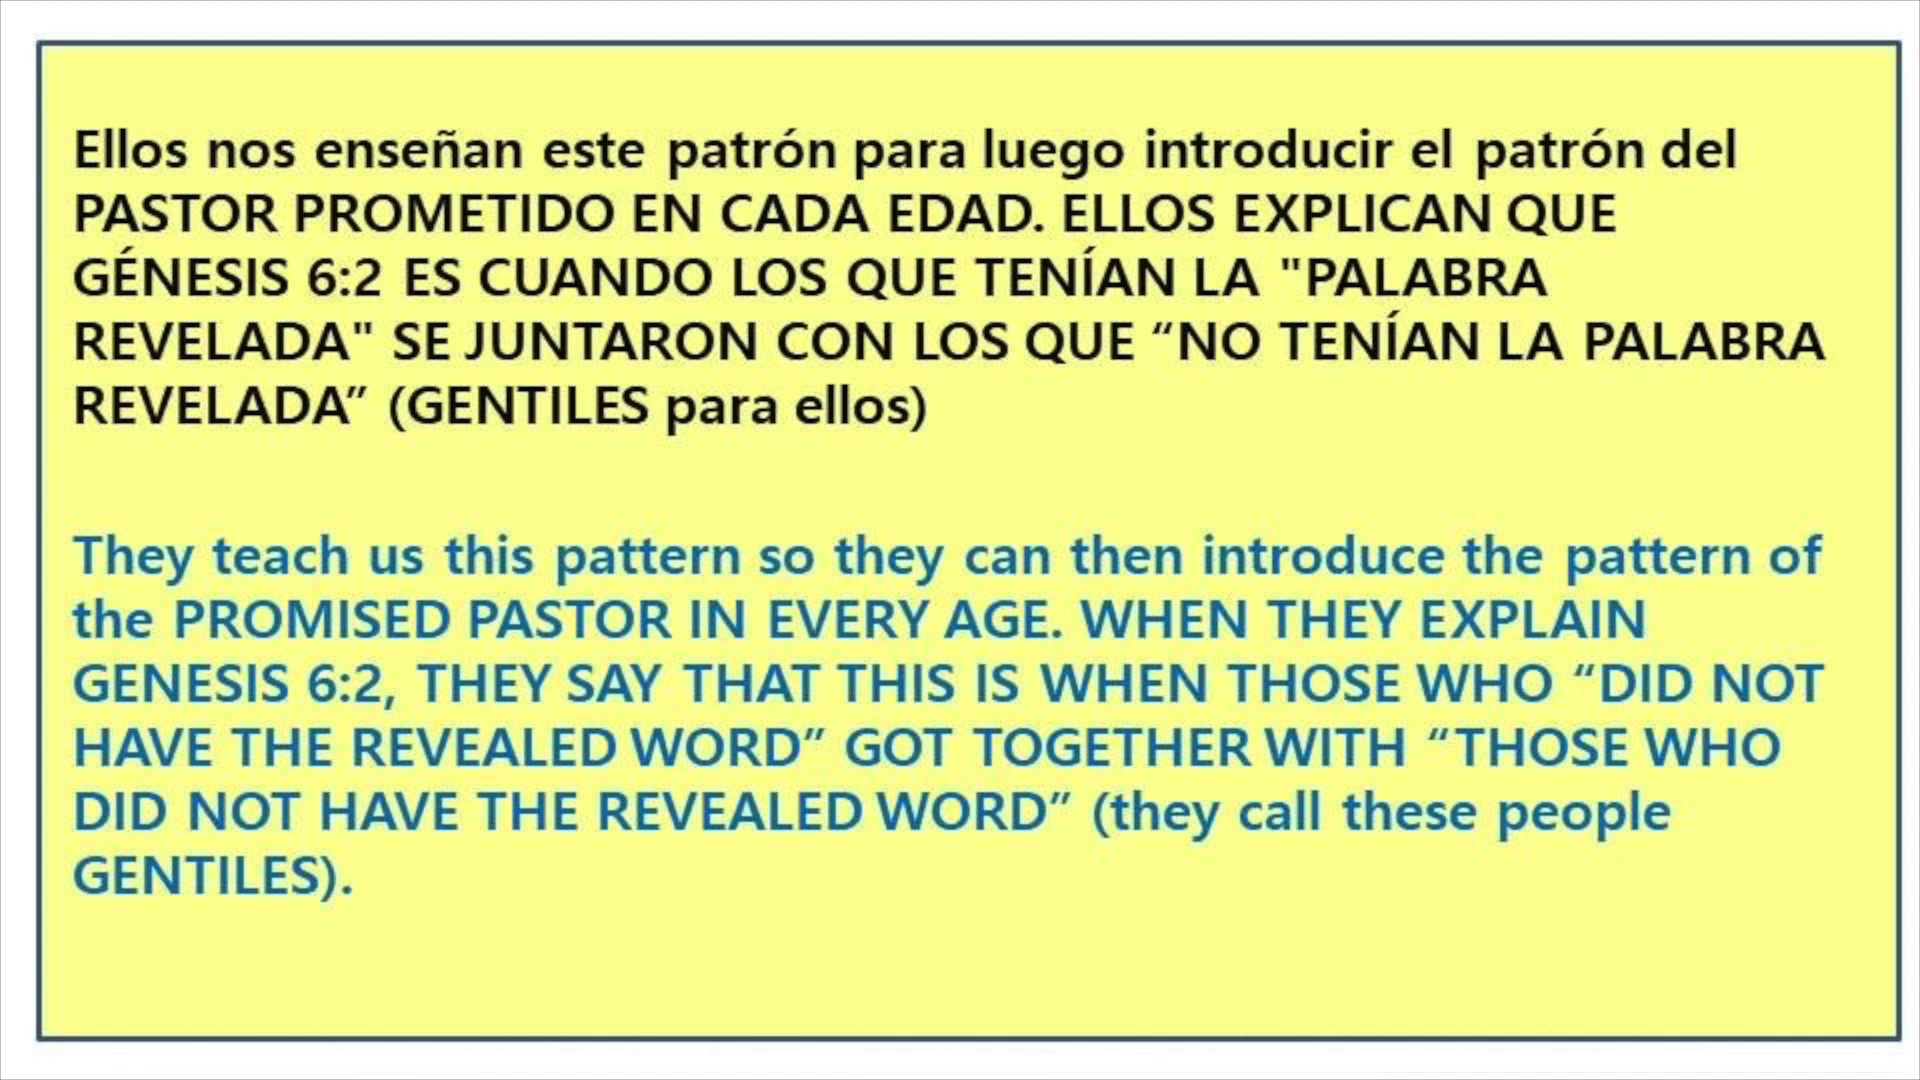 Ellos nos enseñan este patrón para luego introducir el patrón del
PASTOR PROMETIDO EN CADA EDAD. ELLOS EXPLICAN QUE
GÉNESIS 6:2 ES CUANDO LOS QUE TENÍAN LA "PALABRA
REVELADA" SE JUNTARON CON LOS QUE “NO TENÍAN LA PALABRA
REVELADA” (GENTILES para ellos)
They teach us this pattern so they can then introduce the pattern of
the PROMISED PASTOR IN EVERY AGE. WHEN THEY EXPLAIN
GENESIS 6:2, THEY SAY THAT THIS IS WHEN THOSE WHO “DID NOT
HAVE THE REVEALED WORD” GOT TOGETHER WITH “THOSE WHO
DID NOT HAVE THE REVEALED WORD” (they call these people
GENTILES).